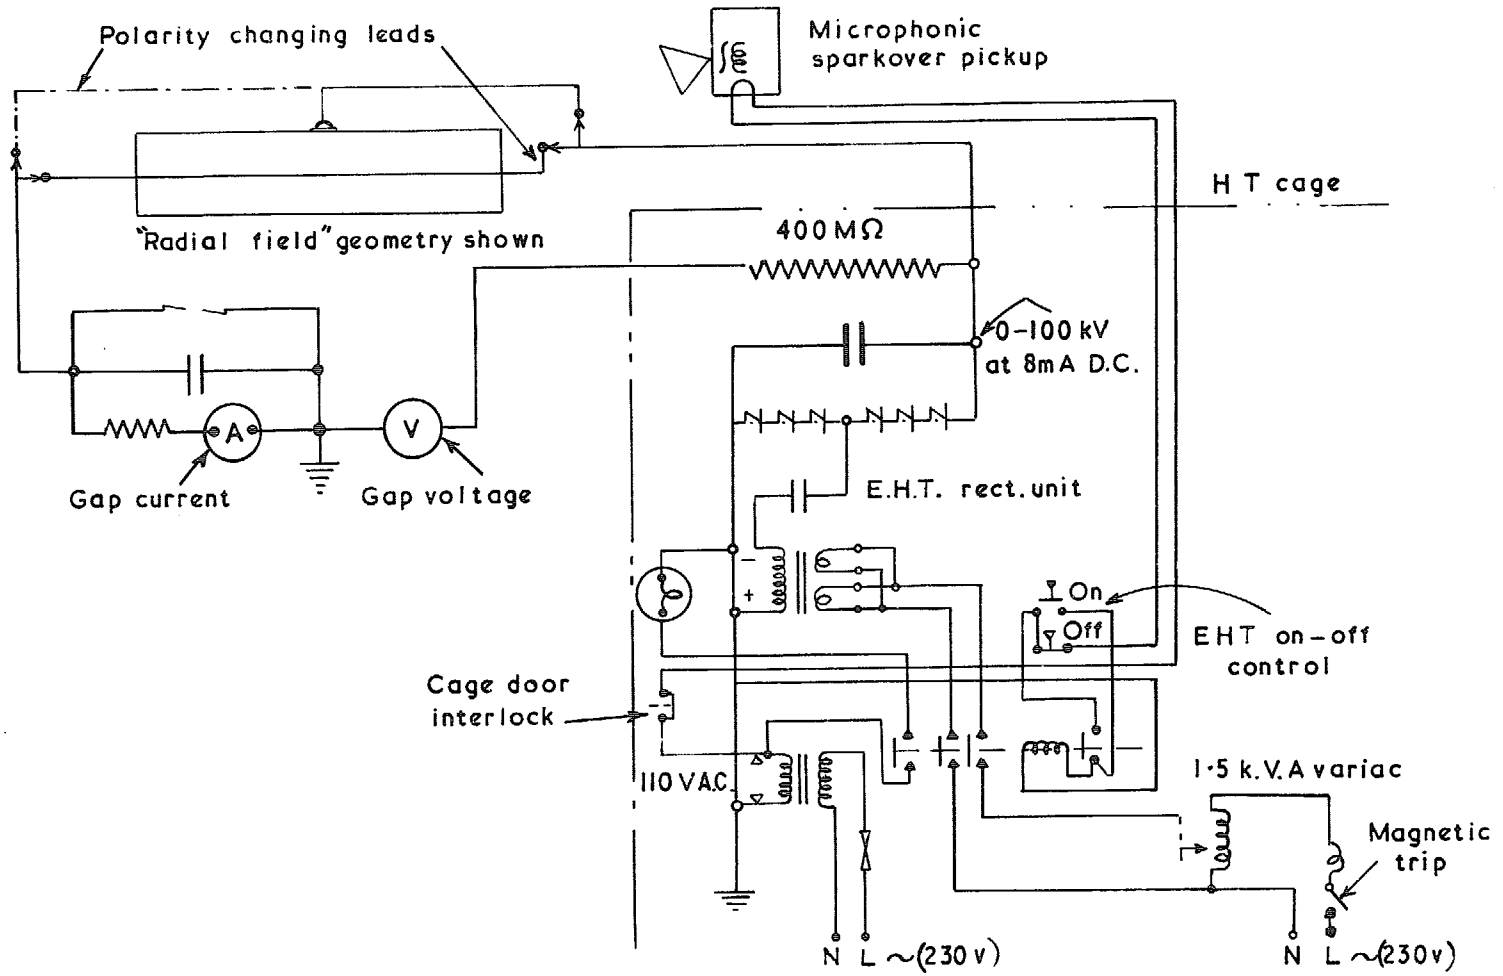 Polarity changing leads
Microphonic
sparkover pickup
H T cage
"Radial field" geometry shown
400 MΩ
0-100 kV
at 8mA D.C.
A
V
Gap current
Gap voltage
E.H.T. rect. unit
−
+
On
Off
EHT on-off
control
Cage door
interlock
110 V A.C.
1·5 k.V.A variac
Magnetic
trip
N L ~(230 v)
N L ~(230 v)